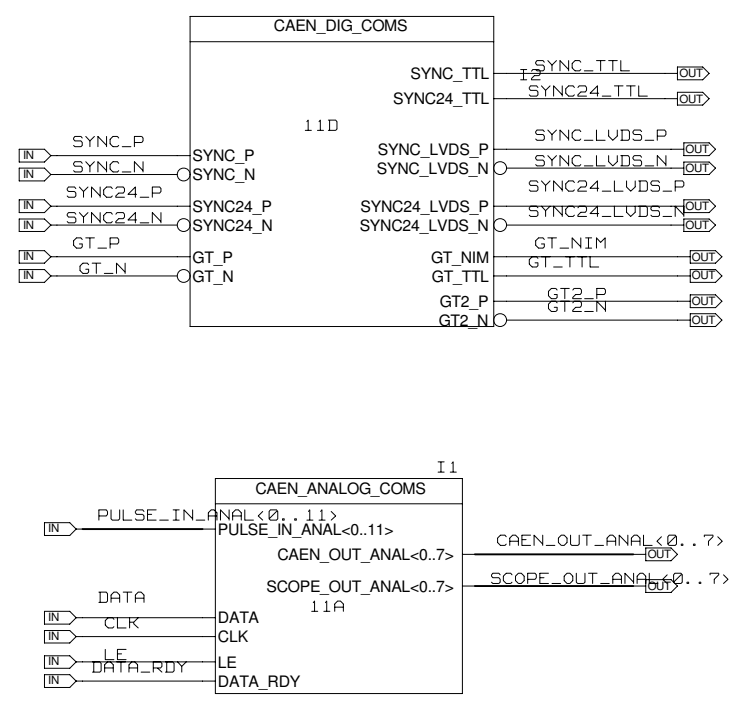 CAEN_DIG_COMS
SYNC_TTL I2 SYNC_TTL OUT
SYNC24_TTL SYNC24_TTL OUT
11D
IN SYNC_P SYNC_P
SYNC_LVDS_P SYNC_LVDS_P OUT
IN SYNC_N SYNC_N
SYNC_LVDS_N SYNC_LVDS_N OUT
IN SYNC24_P SYNC24_P
SYNC24_LVDS_P SYNC24_LVDS_P OUT
IN SYNC24_N SYNC24_N
SYNC24_LVDS_N SYNC24_LVDS_N OUT
IN GT_P GT_P
GT_NIM GT_NIM OUT
IN GT_N GT_N
GT_TTL GT_TTL OUT
GT2_P GT2_P OUT
GT2_N GT2_N OUT
I1
CAEN_ANALOG_COMS
IN PULSE_IN_ANAL<0..11> PULSE_IN_ANAL<0..11>
CAEN_OUT_ANAL<0..7> CAEN_OUT_ANAL<0..7> OUT
SCOPE_OUT_ANAL<0..7> SCOPE_OUT_ANAL<0..7> OUT
11A
IN DATA DATA
IN CLK CLK
IN LE LE
IN DATA_RDY DATA_RDY